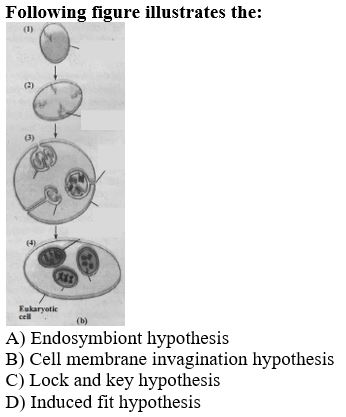 Following figure illustrates the:
(1)
(2)
(3)
(4)
Eukaryotic
cell
(b)
A) Endosymbiont hypothesis
B) Cell membrane invagination hypothesis
C) Lock and key hypothesis
D) Induced fit hypothesis